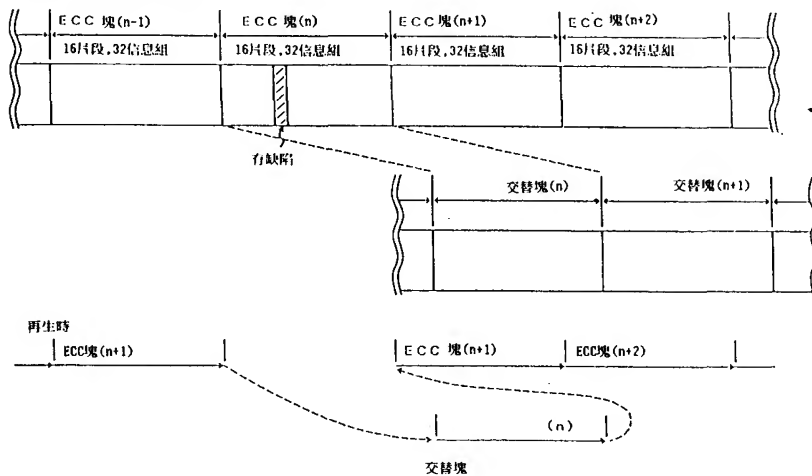 ECC 塊(n-1) ECC 塊(n) ECC 塊(n+1) ECC 塊(n+2)
16片段,32信息組 16片段,32信息組 16片段,32信息組 16片段,32信息組
有缺陷
交替塊(n) 交替塊(n+1)
再生時
ECC塊(n+1) ECC 塊(n+1) ECC塊(n+2)
(n)
交替塊